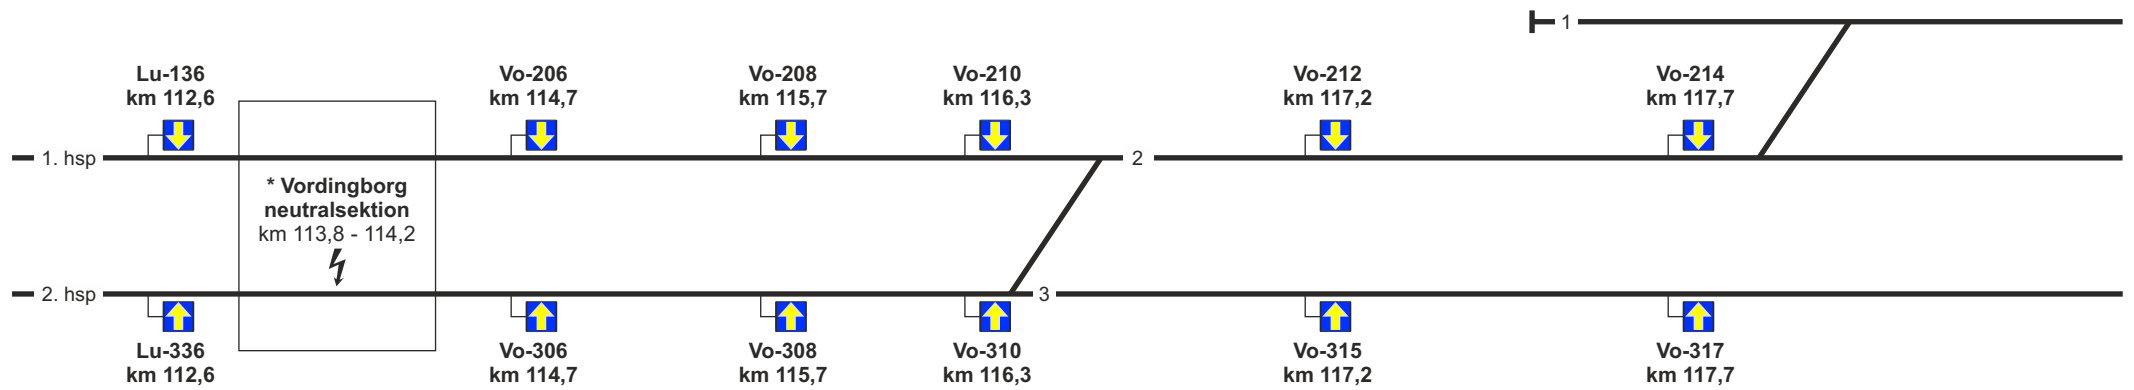 1
Lu-136
km 112,6
Vo-206
km 114,7
Vo-208
km 115,7
Vo-210
km 116,3
Vo-212
km 117,2
Vo-214
km 117,7
1. hsp
2
* Vordingborg
neutralsektion
km 113,8 - 114,2
2. hsp
3
Lu-336
km 112,6
Vo-306
km 114,7
Vo-308
km 115,7
Vo-310
km 116,3
Vo-315
km 117,2
Vo-317
km 117,7